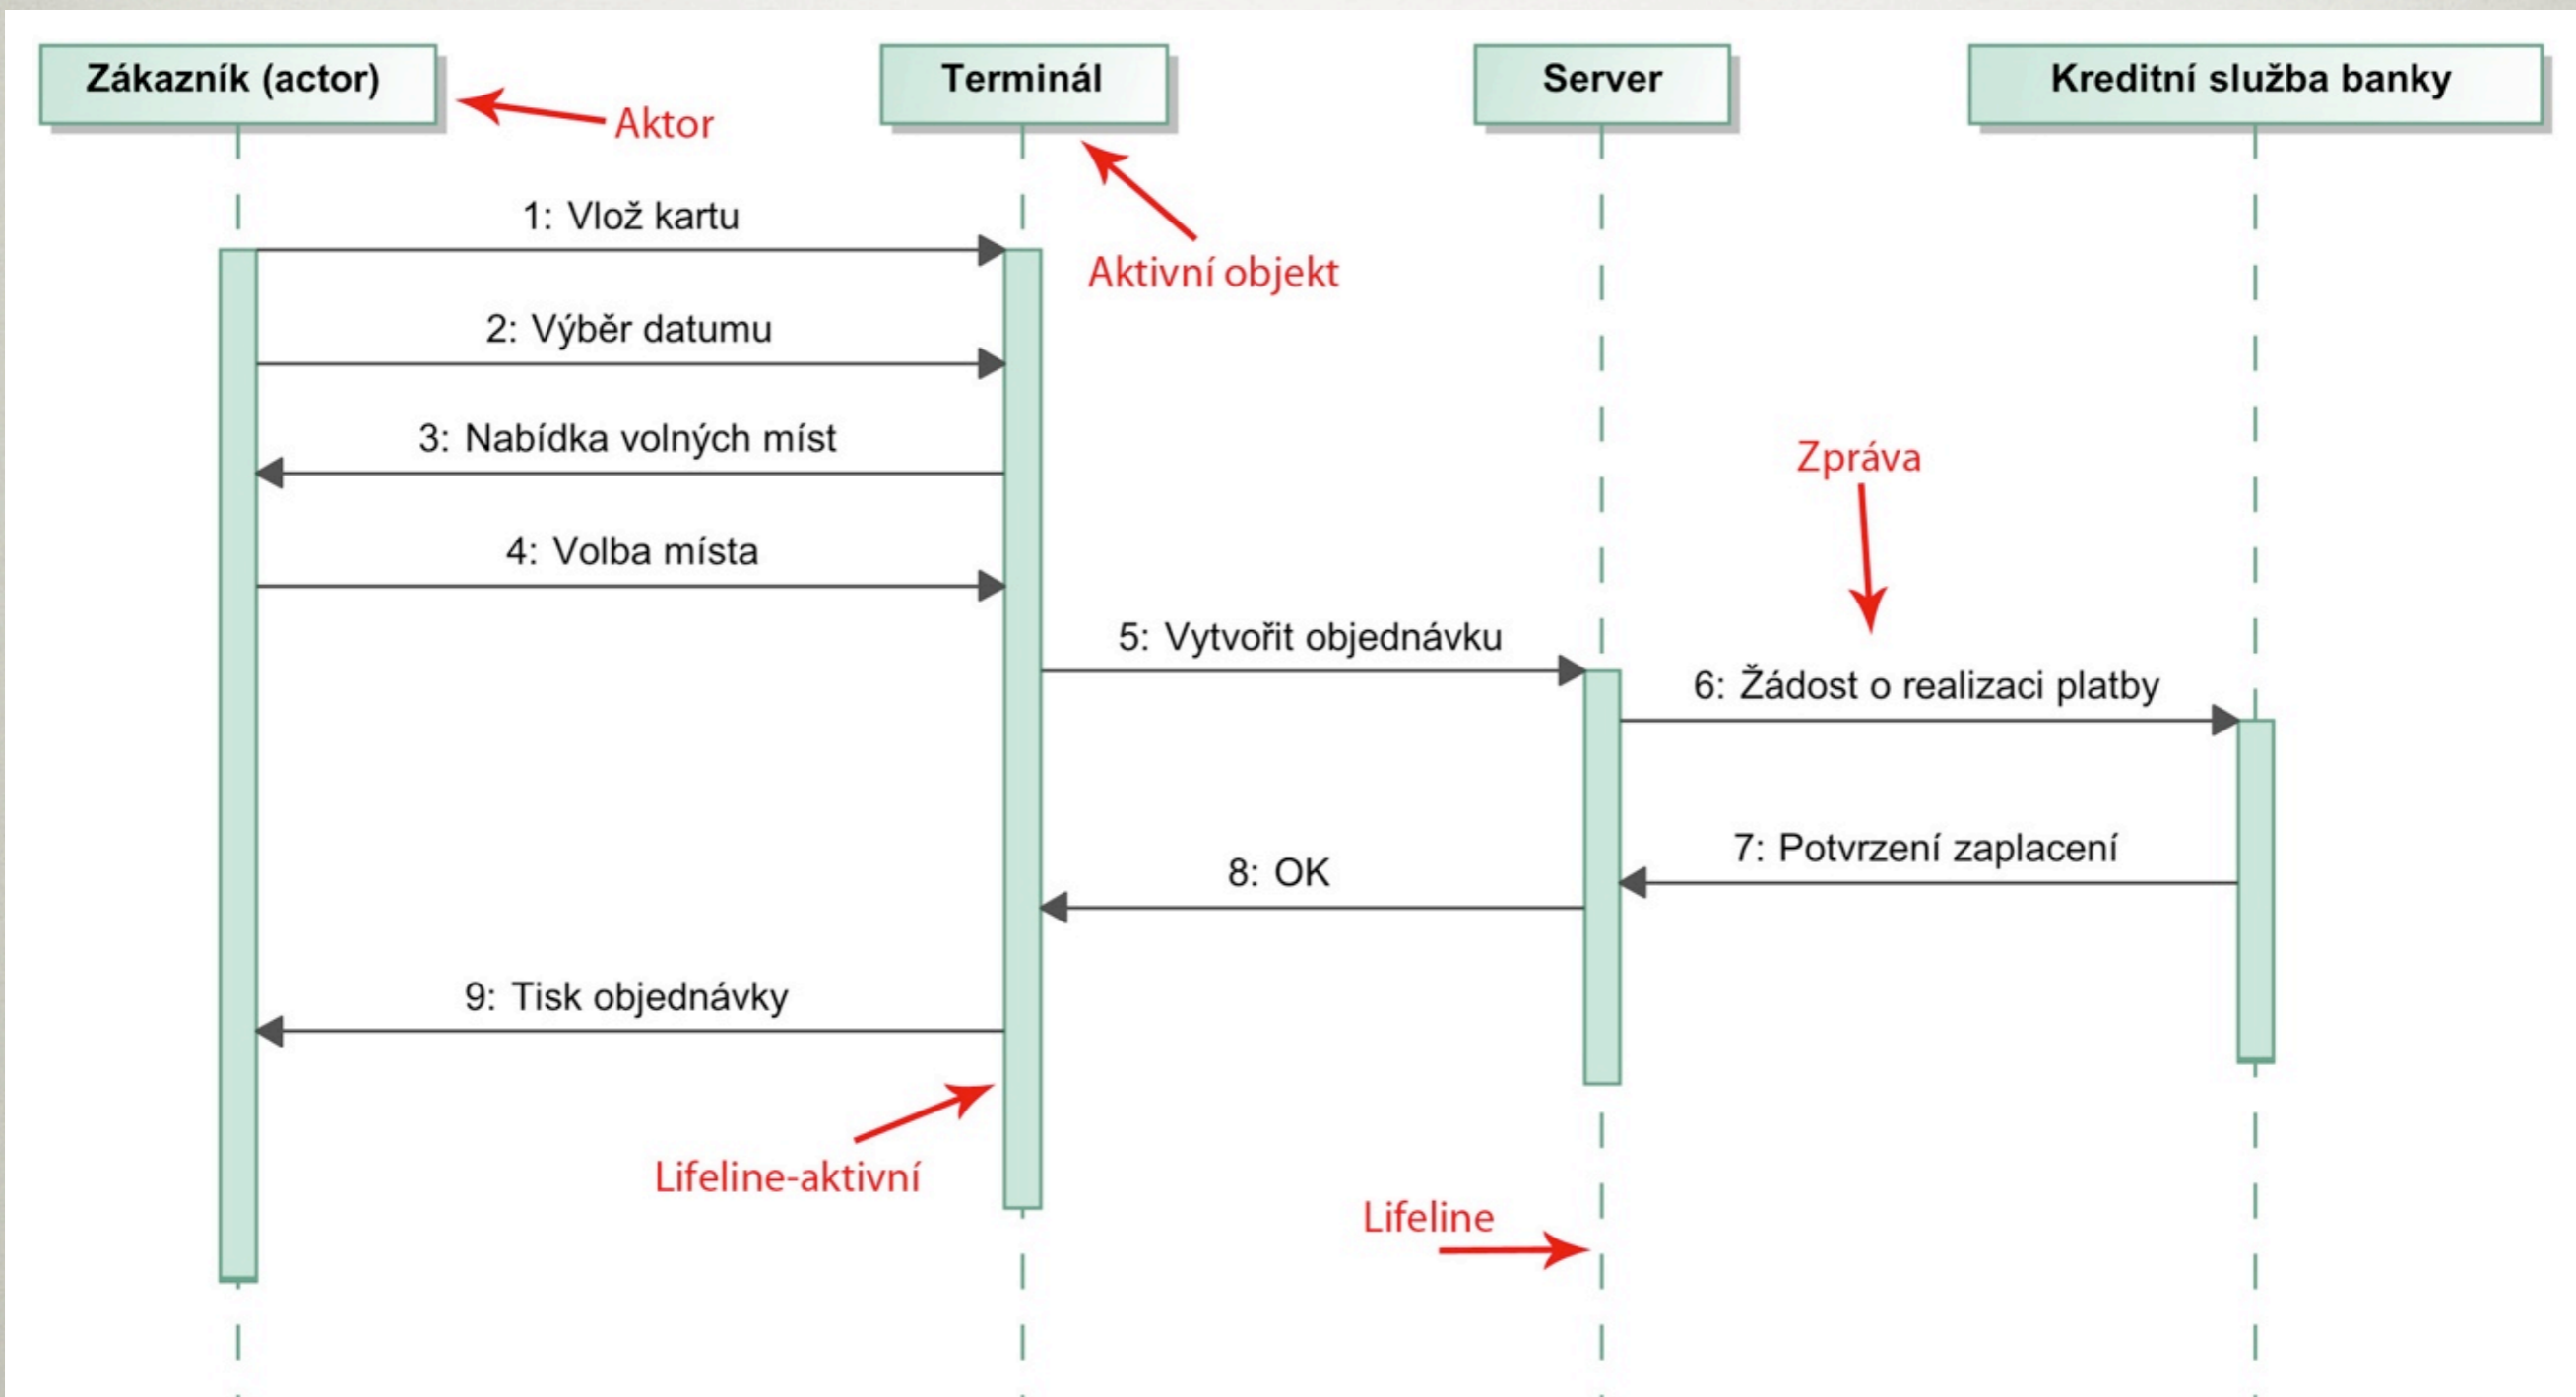 Zákazník (actor)
Terminál
Server
Kreditní služba banky
Aktor
Aktivní objekt
1: Vlož kartu
2: Výběr datumu
3: Nabídka volných míst
Zpráva
4: Volba místa
5: Vytvořit objednávku
6: Žádost o realizaci platby
7: Potvrzení zaplacení
8: OK
9: Tisk objednávky
Lifeline-aktivní
Lifeline